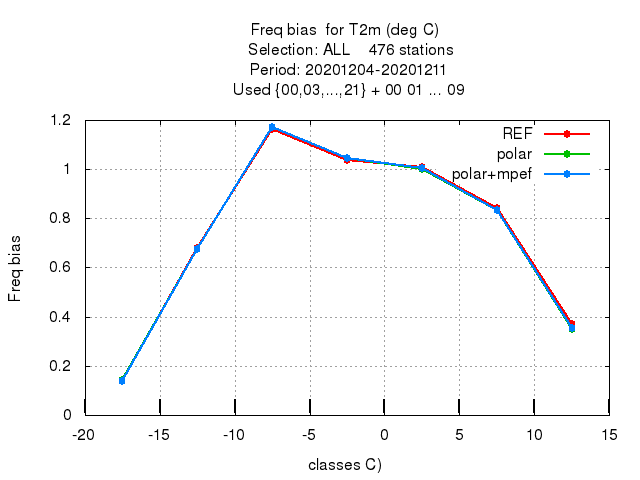 Freq bias  for T2m (deg C)
Selection: ALL    476 stations
Period: 20201204-20201211
Used {00,03,...,21} + 00 01 ... 09
1.2
1
0.8
0.6
0.4
0.2
0
Freq bias
REF
polar
polar+mpef
-20 -15 -10 -5 0 5 10 15
classes C)